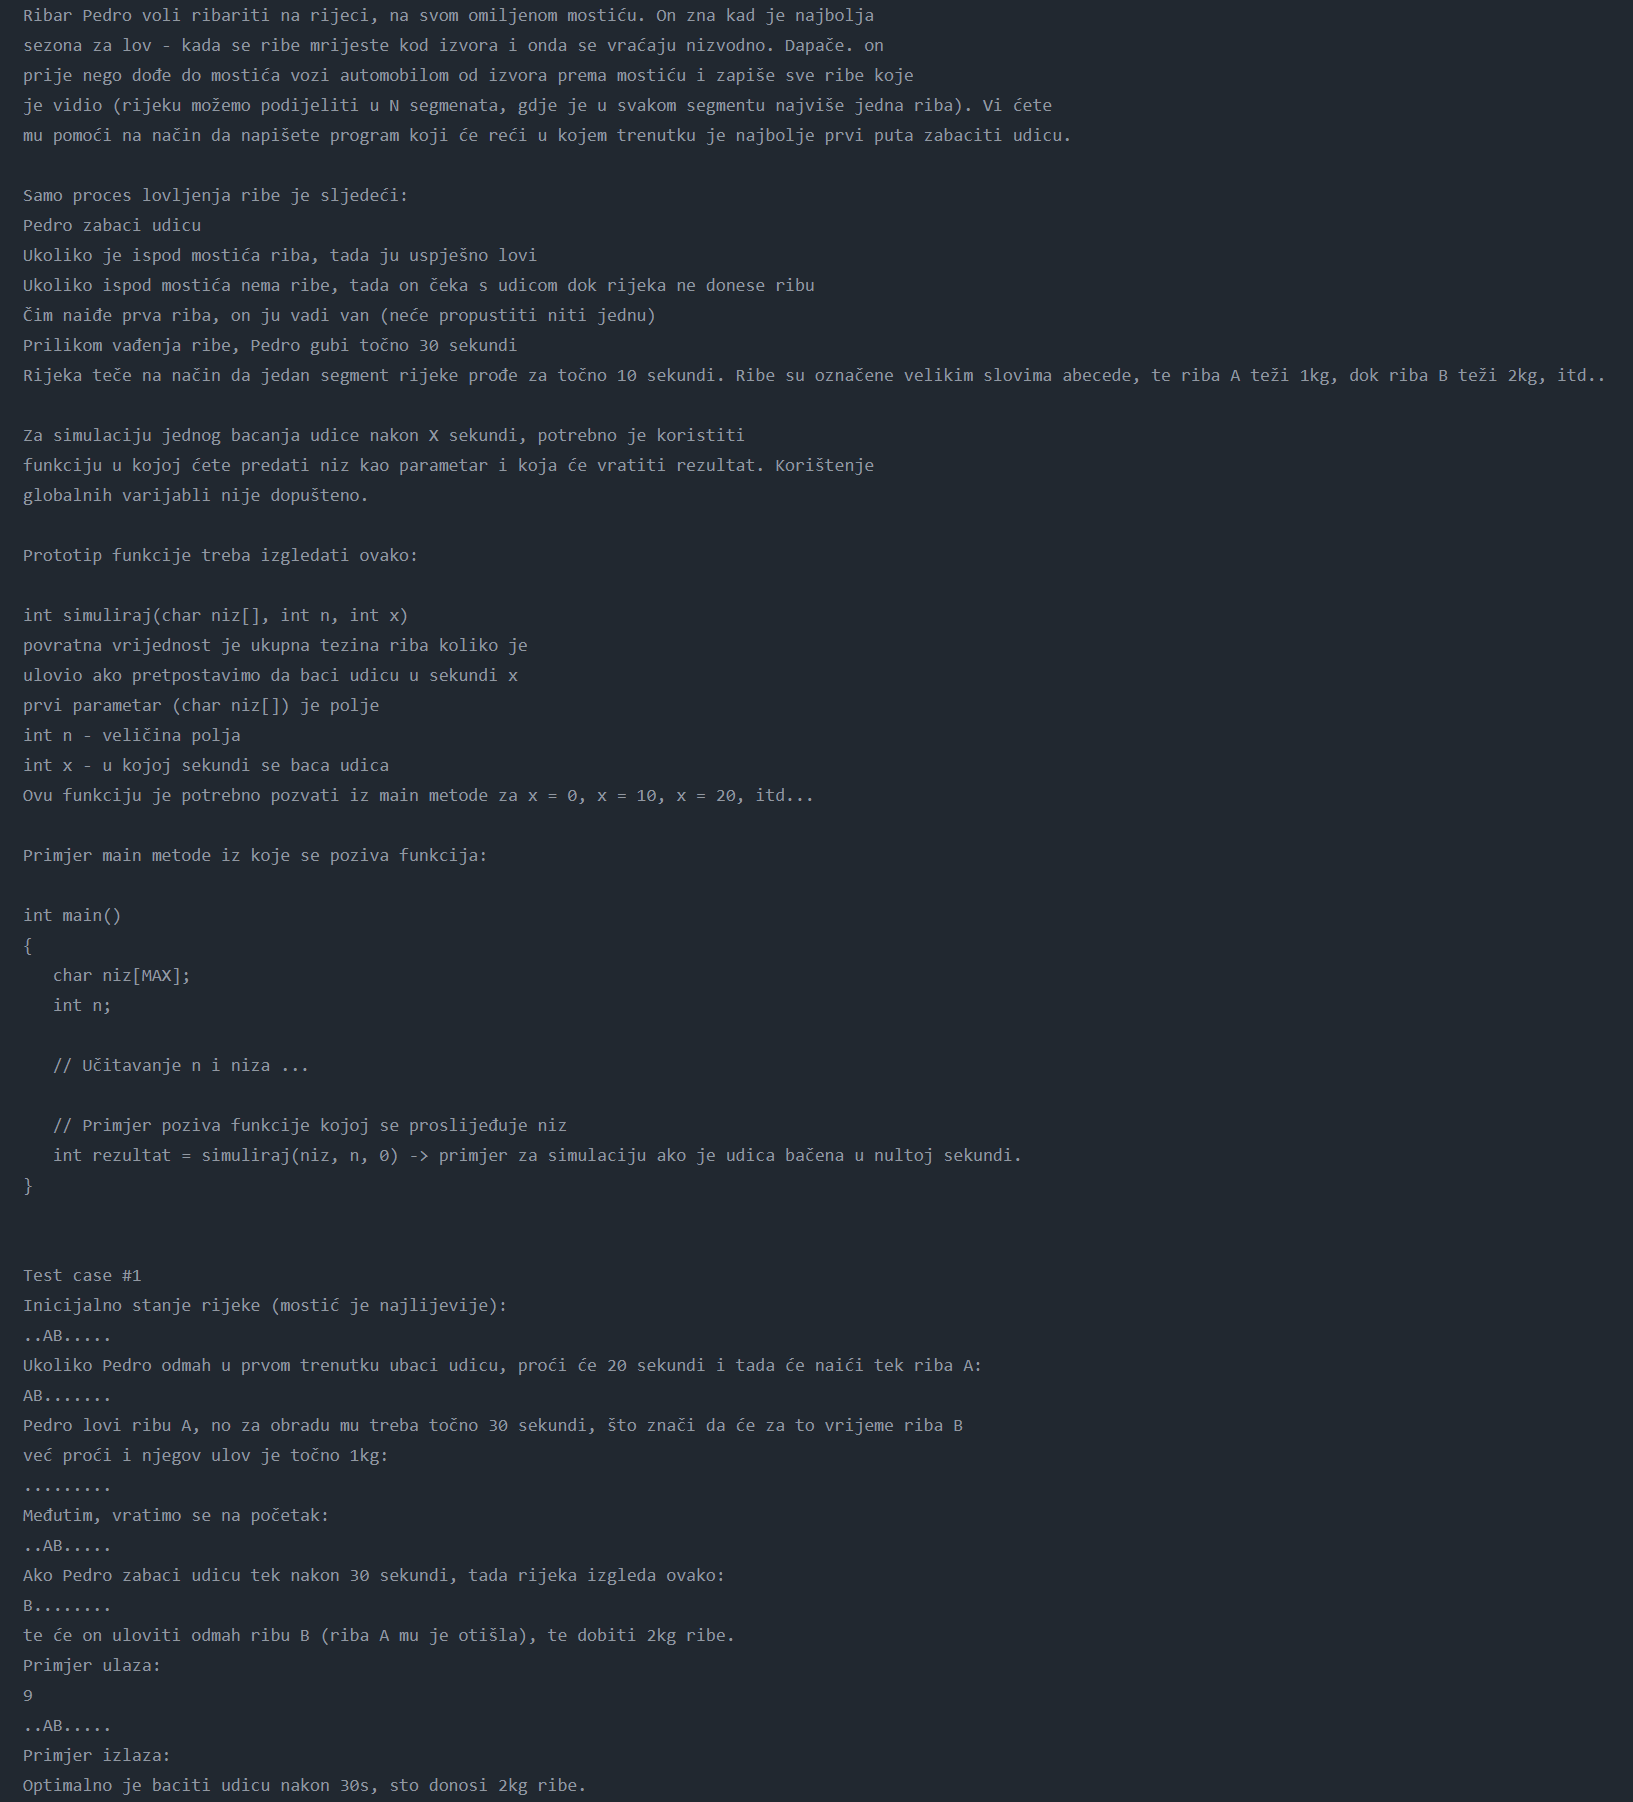 Ribar Pedro voli ribariti na rijeci, na svom omiljenom mostiću. On zna kad je najbolja
sezona za lov - kada se ribe mrijeste kod izvora i onda se vraćaju nizvodno. Dapače. on
prije nego dođe do mostića vozi automobilom od izvora prema mostiću i zapiše sve ribe koje
je vidio (rijeku možemo podijeliti u N segmenata, gdje je u svakom segmentu najviše jedna riba). Vi ćete
mu pomoći na način da napišete program koji će reći u kojem trenutku je najbolje prvi puta zabaciti udicu.
Samo proces lovljenja ribe je sljedeći:
Pedro zabaci udicu
Ukoliko je ispod mostića riba, tada ju uspješno lovi
Ukoliko ispod mostića nema ribe, tada on čeka s udicom dok rijeka ne donese ribu
Čim naiđe prva riba, on ju vadi van (neće propustiti niti jednu)
Prilikom vađenja ribe, Pedro gubi točno 30 sekundi
Rijeka teče na način da jedan segment rijeke prođe za točno 10 sekundi. Ribe su označene velikim slovima abecede, te riba A teži 1kg, dok riba B teži 2kg, itd..
Za simulaciju jednog bacanja udice nakon X sekundi, potrebno je koristiti
funkciju u kojoj ćete predati niz kao parametar i koja će vratiti rezultat. Korištenje
globalnih varijabli nije dopušteno.
Prototip funkcije treba izgledati ovako:
int simuliraj(char niz[], int n, int x)
povratna vrijednost je ukupna tezina riba koliko je
ulovio ako pretpostavimo da baci udicu u sekundi x
prvi parametar (char niz[]) je polje
int n - veličina polja
int x - u kojoj sekundi se baca udica
Ovu funkciju je potrebno pozvati iz main metode za x = 0, x = 10, x = 20, itd...
Primjer main metode iz koje se poziva funkcija:
int main()
{
   char niz[MAX];
   int n;
   // Učitavanje n i niza ...
   // Primjer poziva funkcije kojoj se proslijeđuje niz
   int rezultat = simuliraj(niz, n, 0) -> primjer za simulaciju ako je udica bačena u nultoj sekundi.
}
Test case #1
Inicijalno stanje rijeke (mostić je najlijevije):
..AB.....
Ukoliko Pedro odmah u prvom trenutku ubaci udicu, proći će 20 sekundi i tada će naići tek riba A:
AB.......
Pedro lovi ribu A, no za obradu mu treba točno 30 sekundi, što znači da će za to vrijeme riba B
već proći i njegov ulov je točno 1kg:
.........
Međutim, vratimo se na početak:
..AB.....
Ako Pedro zabaci udicu tek nakon 30 sekundi, tada rijeka izgleda ovako:
B........
te će on uloviti odmah ribu B (riba A mu je otišla), te dobiti 2kg ribe.
Primjer ulaza:
9
..AB.....
Primjer izlaza:
Optimalno je baciti udicu nakon 30s, sto donosi 2kg ribe.